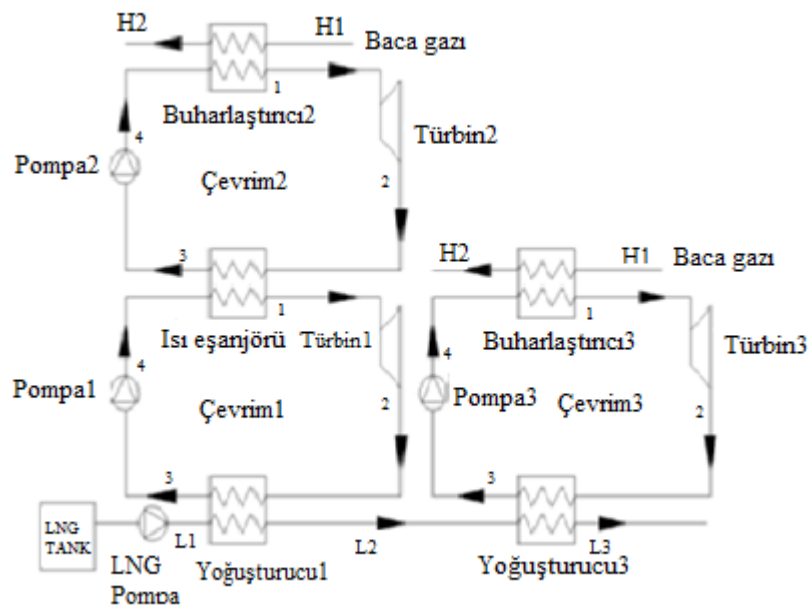 H2
H1
Baca gazı
1
Buharlaştırıcı2
4
Türbin2
Pompa2
Çevrim2
2
3
H2
H1
Baca gazı
1
Isı eşanjörü
Türbin1
1
Buharlaştırıcı3
Türbin3
4
4
Pompa1
Çevrim1
2
Pompa3
Çevrim3
2
3
3
LNG
TANK
L1
L2
L3
LNG
Pompa
Yoğuşturucu1
Yoğuşturucu3